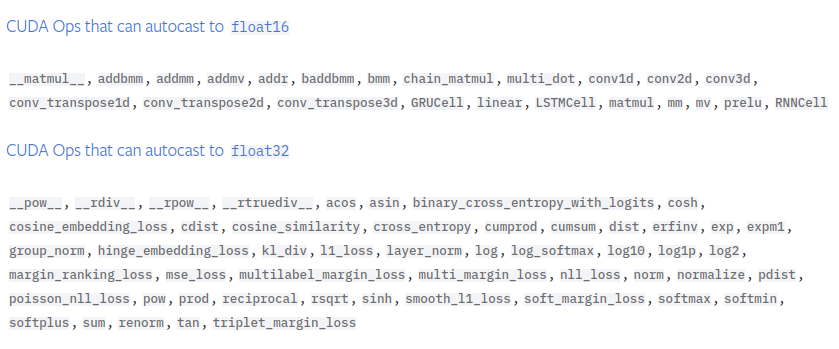 CUDA Ops that can autocast to float16
__matmul__, addbmm, addmm, addmv, addr, baddbmm, bmm, chain_matmul, multi_dot, conv1d, conv2d, conv3d,
conv_transpose1d, conv_transpose2d, conv_transpose3d, GRUCell, linear, LSTMCell, matmul, mm, mv, prelu, RNNCell
CUDA Ops that can autocast to float32
__pow__, __rdiv__, __rpow__, __rtruediv__, acos, asin, binary_cross_entropy_with_logits, cosh,
cosine_embedding_loss, cdist, cosine_similarity, cross_entropy, cumprod, cumsum, dist, erfinv, exp, expm1,
group_norm, hinge_embedding_loss, kl_div, l1_loss, layer_norm, log, log_softmax, log10, log1p, log2,
margin_ranking_loss, mse_loss, multilabel_margin_loss, multi_margin_loss, nll_loss, norm, normalize, pdist,
poisson_nll_loss, pow, prod, reciprocal, rsqrt, sinh, smooth_l1_loss, soft_margin_loss, softmax, softmin,
softplus, sum, renorm, tan, triplet_margin_loss